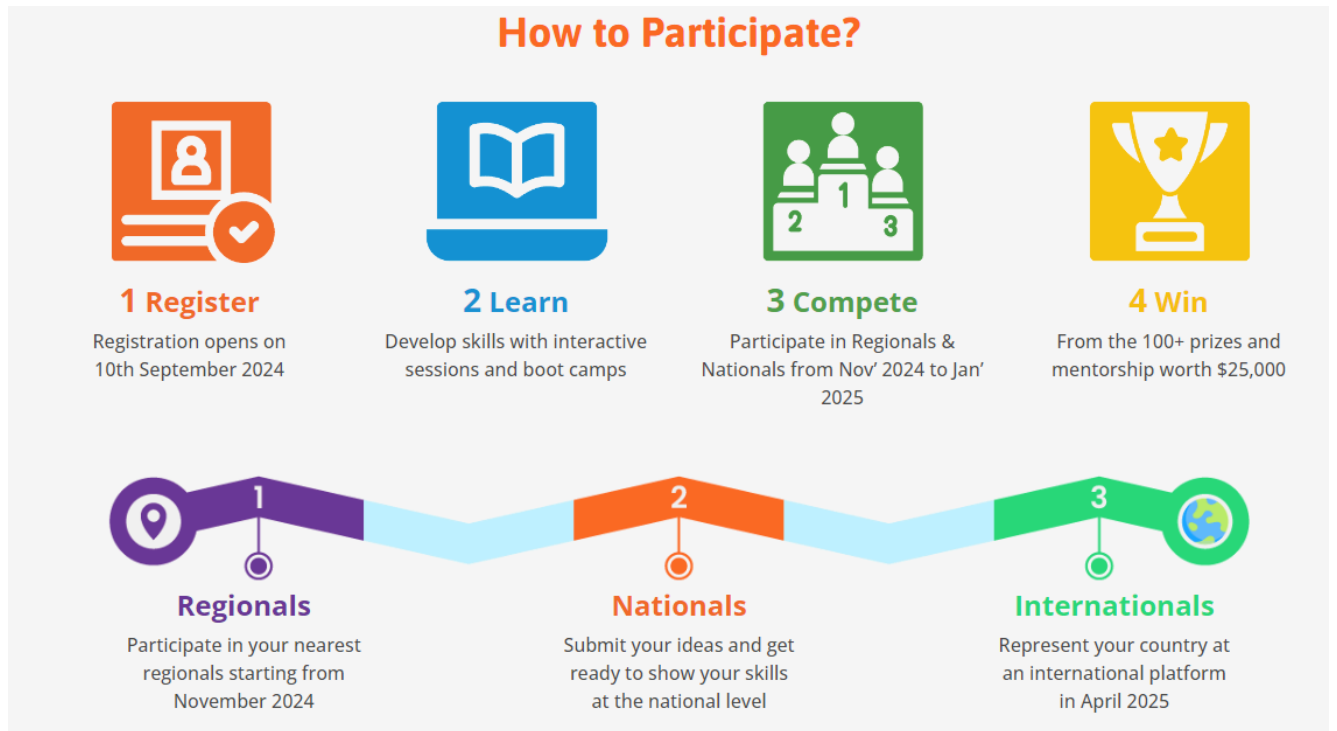 How to Participate?
2
1
3
1 Register
Registration opens on
10th September 2024
2 Learn
Develop skills with interactive
sessions and boot camps
3 Compete
Participate in Regionals &
Nationals from Nov’ 2024 to Jan’
2025
4 Win
From the 100+ prizes and
mentorship worth $25,000
1
Regionals
Participate in your nearest
regionals starting from
November 2024
2
Nationals
Submit your ideas and get
ready to show your skills
at the national level
3
Internationals
Represent your country at
an international platform
in April 2025